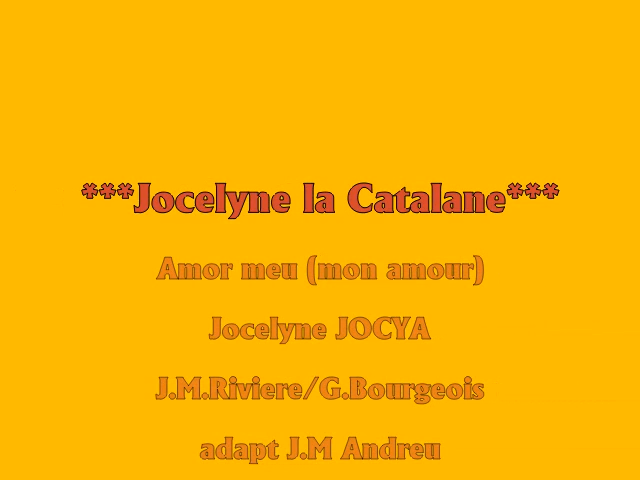 ***Jocelyne la Catalane***
Amor meu (mon amour)
Jocelyne JOCYA
J.M.Riviere/G.Bourgeois
adapt J.M Andreu